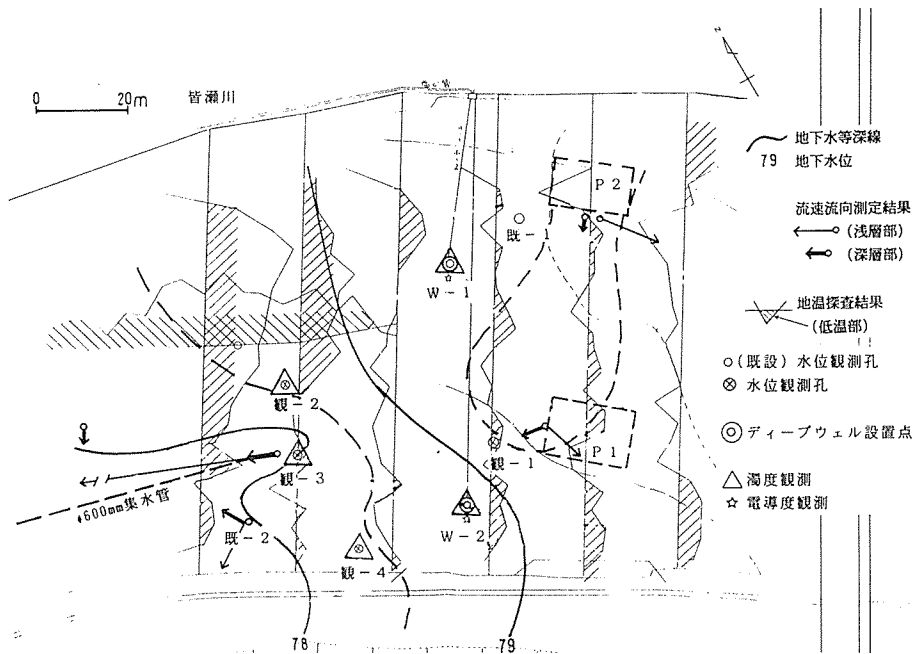 N
0 20m
皆瀬川
P 2
既-1
W-1
観-2
観-3
φ600mm集水管
既-2
観-4
観-1
P 1
W-2
78
79
地下水等深線
79 地下水位
流速流向測定結果
(浅層部)
(深層部)
地温探査結果
(低温部)
(既設) 水位観測孔
水位観測孔
ディープウェル設置点
濁度観測
電導度観測